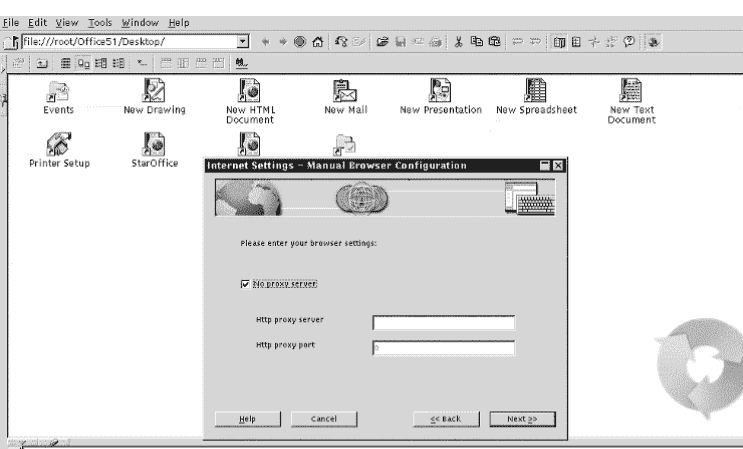 File Edit View Tools Window Help
file:///root/Office51/Desktop/
Events New Drawing New HTML Document New Mail New Presentation New Spreadsheet New Text Document
Printer Setup StarOffice
Internet Settings - Manual Browser Configuration
Please enter your browser settings:
No proxy server
Http proxy server
Http proxy port
0
Help Cancel << Back Next >>